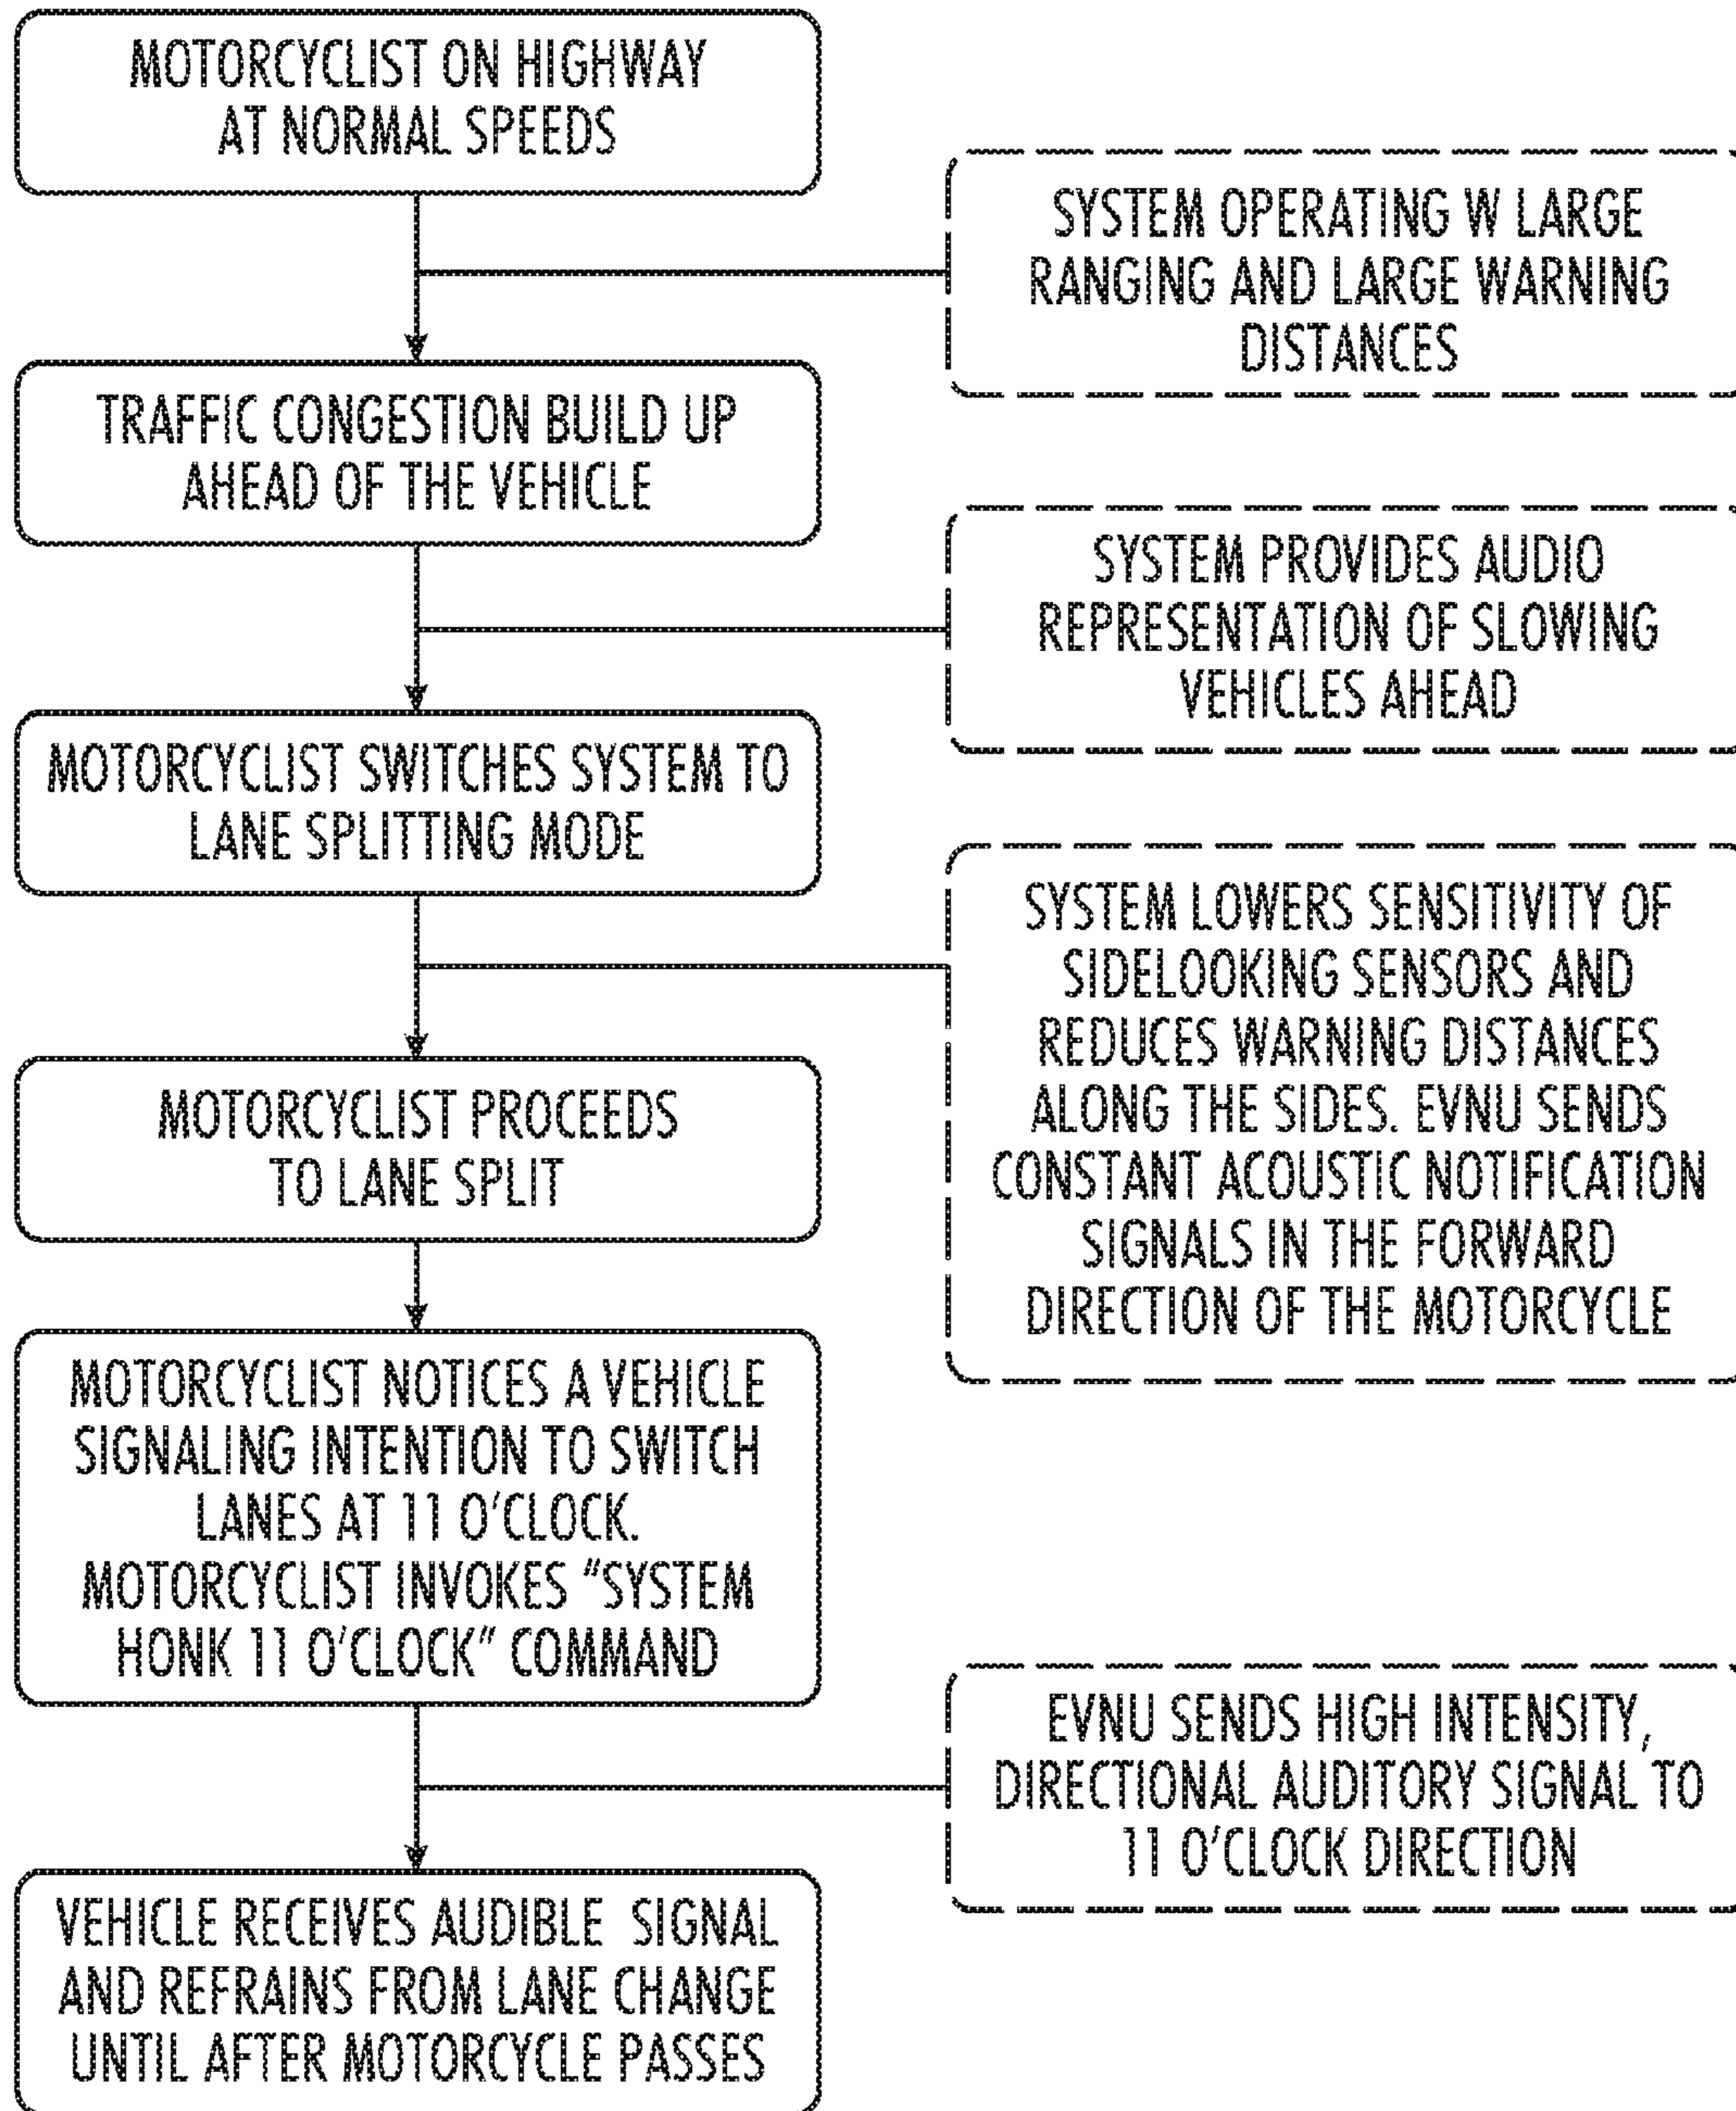 MOTORCYCLIST ON HIGHWAY
AT NORMAL SPEEDS
SYSTEM OPERATING W LARGE
RANGING AND LARGE WARNING
DISTANCES
TRAFFIC CONGESTION BUILD UP
AHEAD OF THE VEHICLE
SYSTEM PROVIDES AUDIO
REPRESENTATION OF SLOWING
VEHICLES AHEAD
MOTORCYCLIST SWITCHES SYSTEM TO
LANE SPLITTING MODE
SYSTEM LOWERS SENSITIVITY OF
SIDELOOKING SENSORS AND
REDUCES WARNING DISTANCES
ALONG THE SIDES. EVNU SENDS
CONSTANT ACOUSTIC NOTIFICATION
SIGNALS IN THE FORWARD
DIRECTION OF THE MOTORCYCLE
MOTORCYCLIST PROCEEDS
TO LANE SPLIT
MOTORCYCLIST NOTICES A VEHICLE
SIGNALING INTENTION TO SWITCH
LANES AT 11 O'CLOCK.
MOTORCYCLIST INVOKES "SYSTEM
HONK 11 O'CLOCK" COMMAND
EVNU SENDS HIGH INTENSITY,
DIRECTIONAL AUDITORY SIGNAL TO
11 O'CLOCK DIRECTION
VEHICLE RECEIVES AUDIBLE SIGNAL
AND REFRAINS FROM LANE CHANGE
UNTIL AFTER MOTORCYCLE PASSES